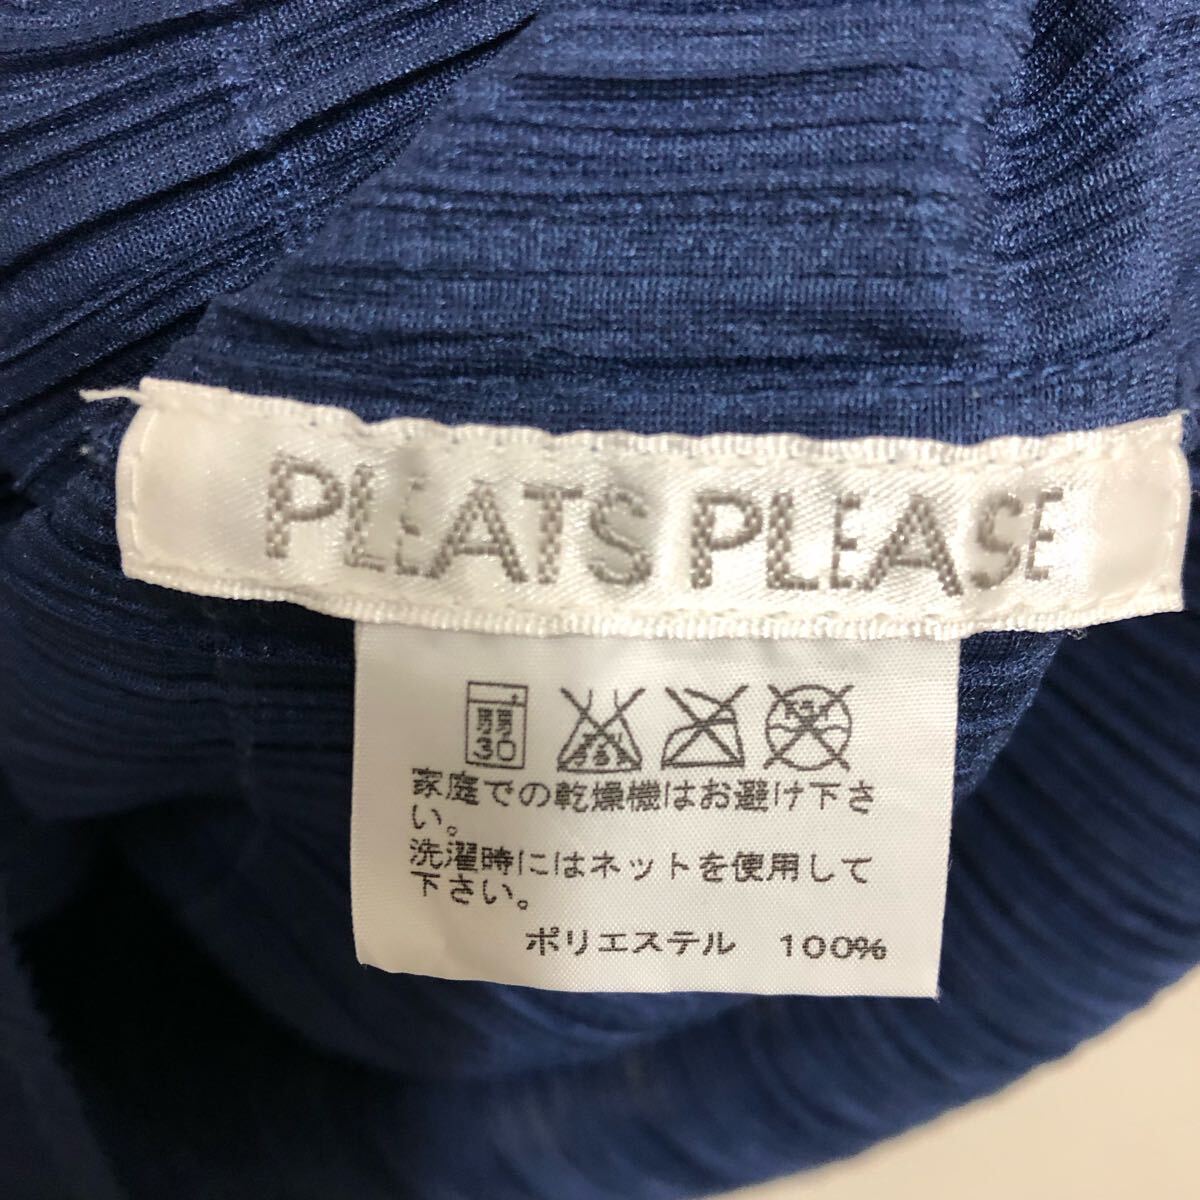 PLEATS PLEASE
弱
30
家庭での乾燥機はお避け下さ
い。
洗濯時にはネットを使用して
下さい。
ポリエステル 100%